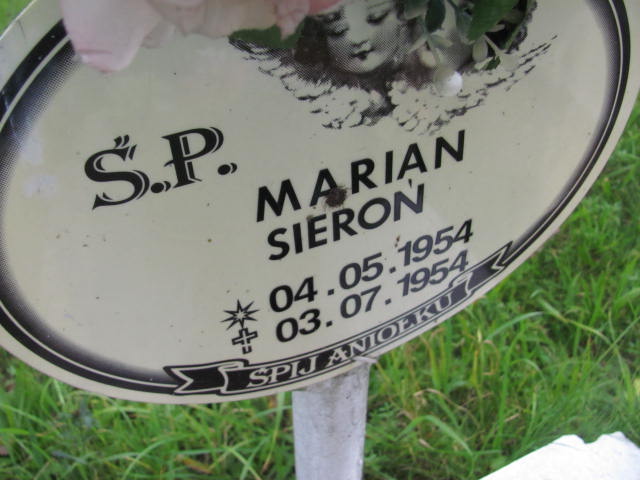 Ś.P.
MARIAN
SIEROŃ
04.05.1954
03.07.1954
ŚPIJ ANIOŁKU